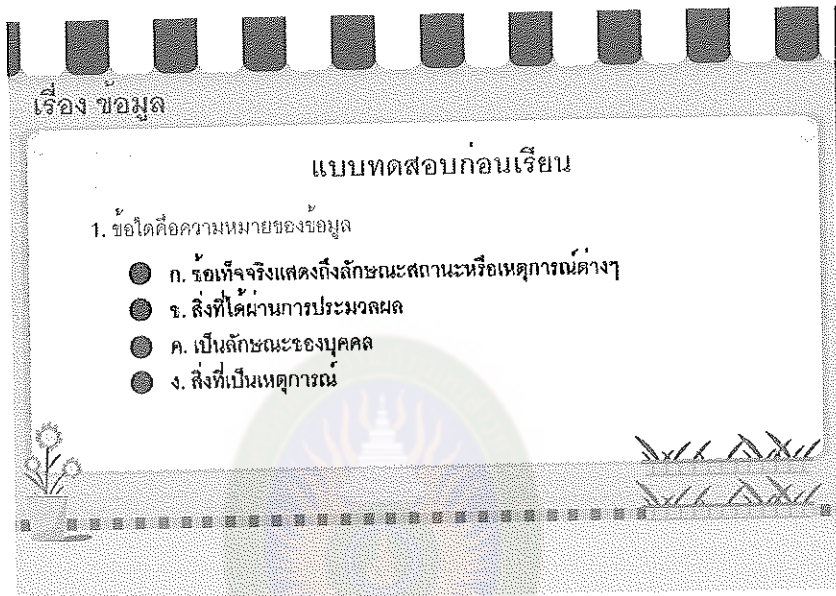 เรื่อง ข้อมูล
แบบทดสอบก่อนเรียน
1. ข้อใดคือความหมายของข้อมูล
ก. ข้อเท็จจริงแสดงถึงลักษณะสถานะหรือเหตุการณ์ต่างๆ
ข. สิ่งที่ได้ผ่านการประมวลผล
ค. เป็นลักษณะของบุคคล
ง. สิ่งที่เป็นเหตุการณ์